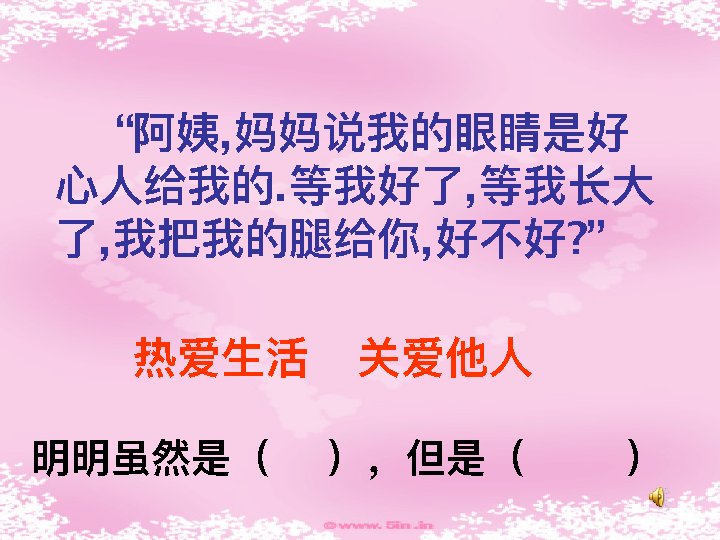 “阿姨,妈妈说我的眼睛是好
心人给我的.等我好了,等我长大
了,我把我的腿给你,好不好?”
热爱生活 关爱他人
明明虽然是（ ），但是（ ）
©www.5in.in